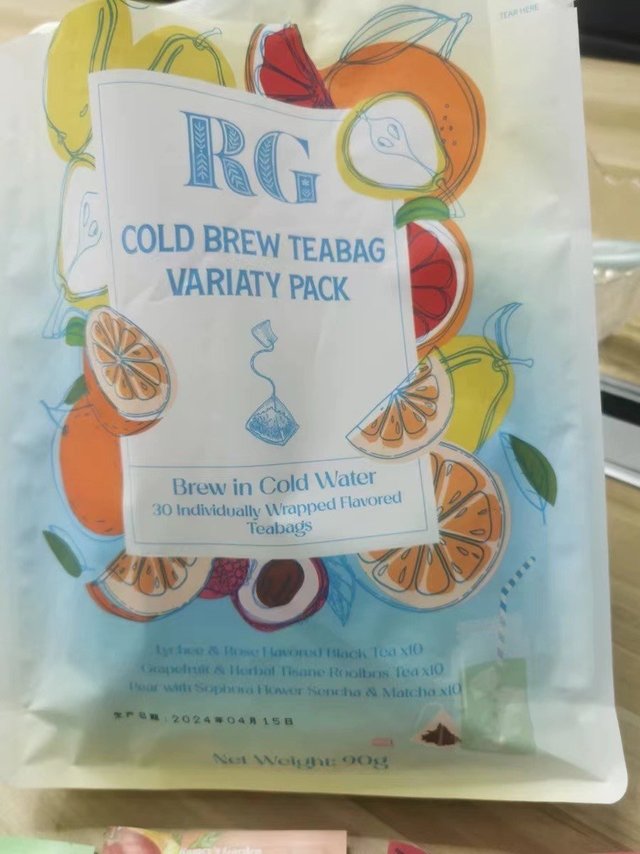 TEAR HERE
RG
COLD BREW TEABAG
VARIATY PACK
Brew in Cold Water
30 Individually Wrapped Flavored
Teabags
Lychee & Rose Flavored Black Tea x10
Grapefruit & Herbal Tisane Rooibos Tea x10
Pear with Sophora Flower Sencha & Matcha x10
生产日期：2024年04月15日
Net Weight: 90g